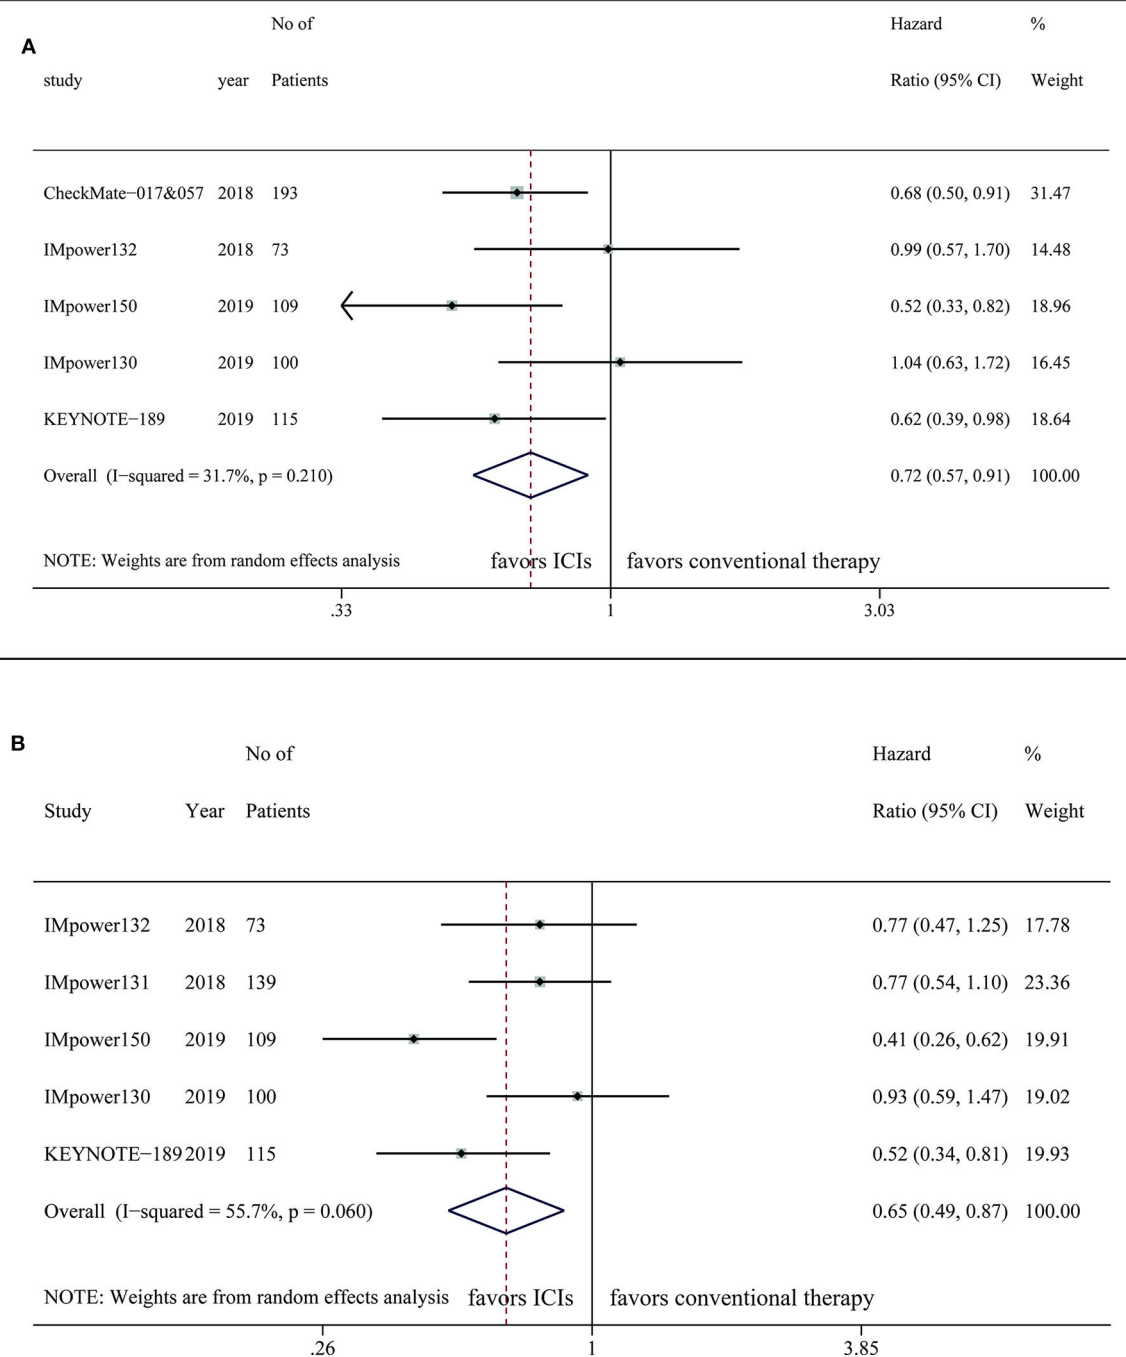 A
No of Hazard %
study year Patients Ratio (95% CI) Weight
CheckMate−017&057 2018 193 0.68 (0.50, 0.91) 31.47
IMpower132 2018 73 0.99 (0.57, 1.70) 14.48
IMpower150 2019 109 0.52 (0.33, 0.82) 18.96
IMpower130 2019 100 1.04 (0.63, 1.72) 16.45
KEYNOTE−189 2019 115 0.62 (0.39, 0.98) 18.64
Overall (I−squared = 31.7%, p = 0.210) 0.72 (0.57, 0.91) 100.00
NOTE: Weights are from random effects analysis favors ICIs favors conventional therapy
.33 1 3.03
B
No of Hazard %
Study Year Patients Ratio (95% CI) Weight
IMpower132 2018 73 0.77 (0.47, 1.25) 17.78
IMpower131 2018 139 0.77 (0.54, 1.10) 23.36
IMpower150 2019 109 0.41 (0.26, 0.62) 19.91
IMpower130 2019 100 0.93 (0.59, 1.47) 19.02
KEYNOTE−189 2019 115 0.52 (0.34, 0.81) 19.93
Overall (I−squared = 55.7%, p = 0.060) 0.65 (0.49, 0.87) 100.00
NOTE: Weights are from random effects analysis favors ICIs favors conventional therapy
.26 1 3.85